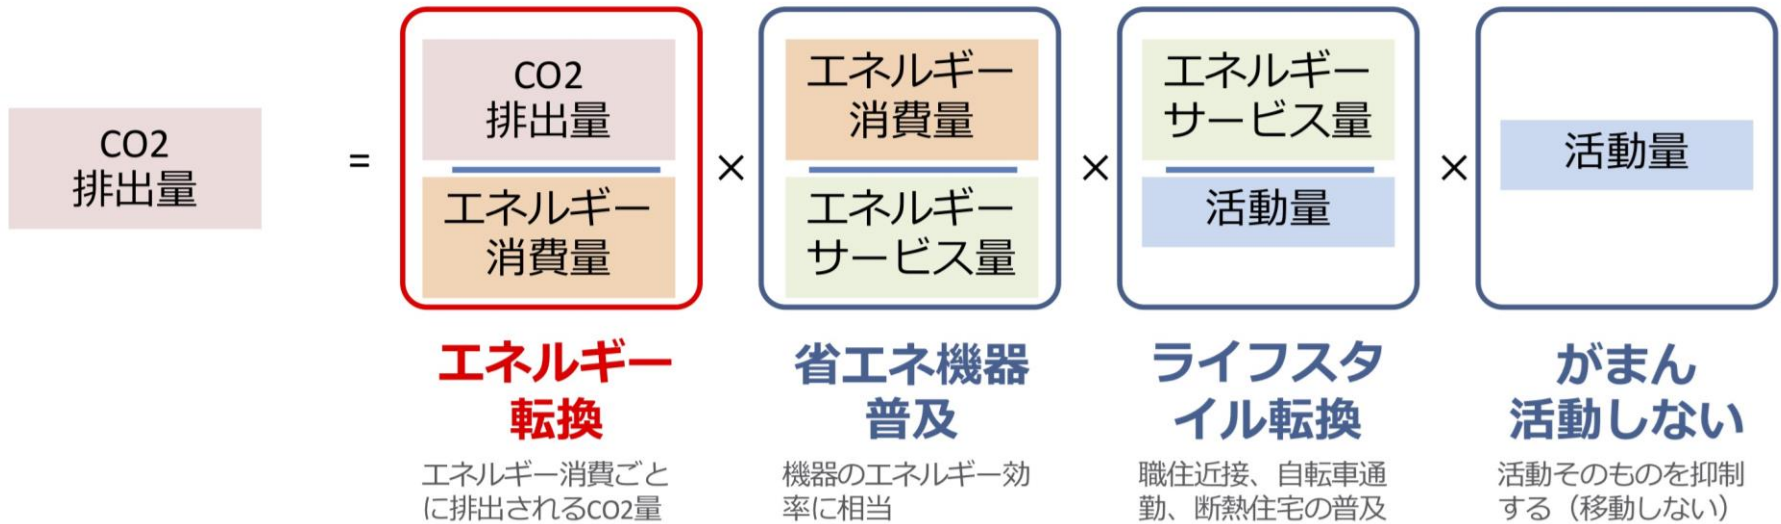 CO2
排出量
=
CO2
排出量
エネルギー
消費量
×
エネルギー
消費量
エネルギー
サービス量
×
エネルギー
サービス量
活動量
×
活動量
エネルギー
転換
エネルギー消費ごと
に排出されるCO2量
省エネ機器
普及
機器のエネルギー効
率に相当
ライフスタ
イル転換
職住近接、自転車通
勤、断熱住宅の普及
がまん
活動しない
活動そのものを抑制
する（移動しない）